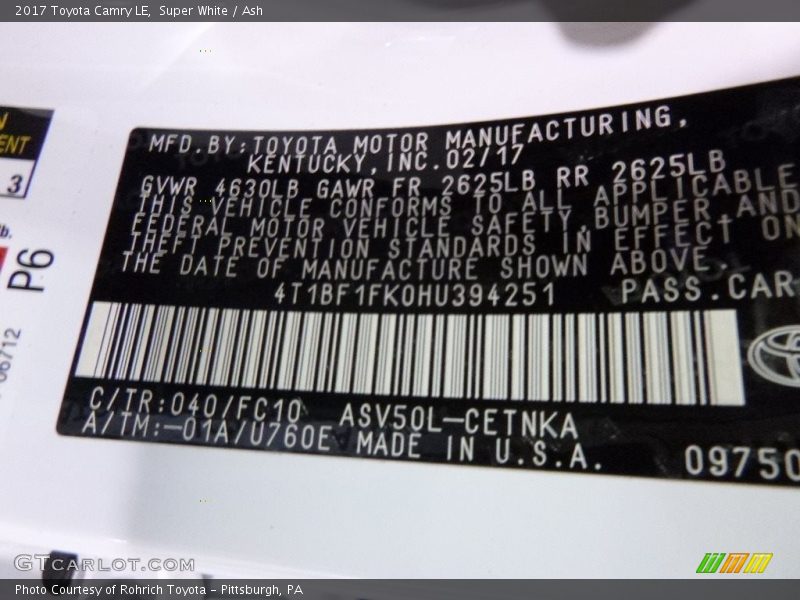 2017 Toyota Camry LE, Super White / Ash
MFD.BY:TOYOTA MOTOR MANUFACTURING,
KENTUCKY,INC.02/17
GVWR 4630LB GAWR FR 2625LB RR 2625LB
THIS VEHICLE CONFORMS TO ALL APPLICABLE
FEDERAL MOTOR VEHICLE SAFETY,BUMPER,AND
THEFT PREVENTION STANDARDS IN EFFECT ON
THE DATE OF MANUFACTURE SHOWN ABOVE.
4T1BF1FK0HU394251 PASS.CAR
C/TR:040/FC10 ASV50L-CETNKA
A/TM:-01A/U760E MADE IN U.S.A.
09750
3
P6
06712
GTCARLOT.COM
Photo Courtesy of Rohrich Toyota - Pittsburgh, PA